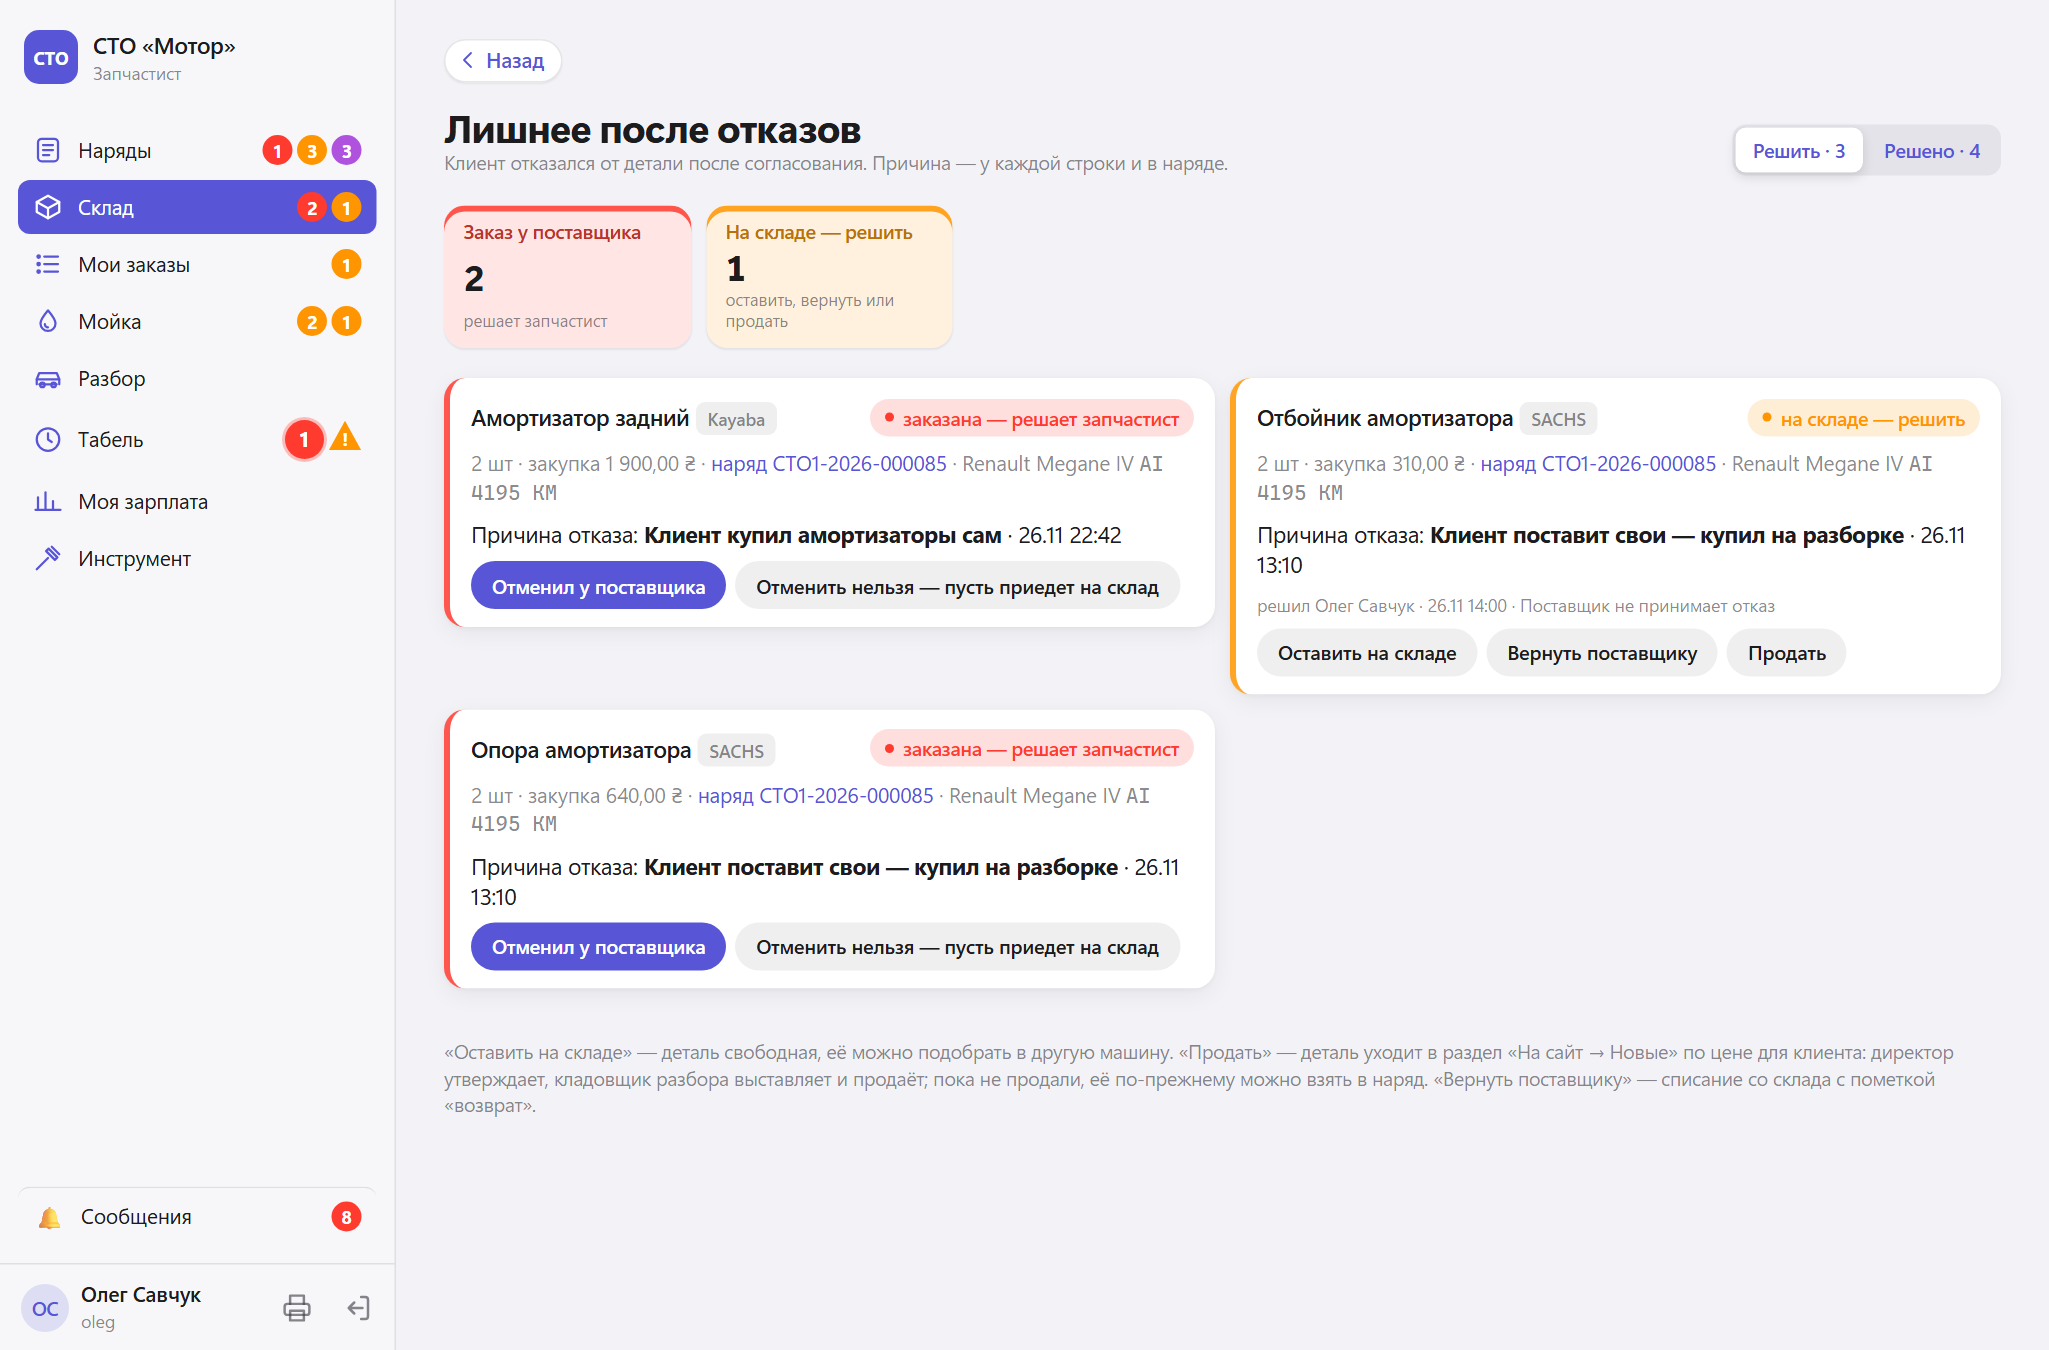 СТО
СТО «Мотор»
Запчастист
Наряды
1
3
3
Склад
2
1
Мои заказы
1
Мойка
2
1
Разбор
Табель
1
!
Моя зарплата
Инструмент
Сообщения
8
ОС
Олег Савчук
oleg
Назад
Лишнее после отказов
Клиент отказался от детали после согласования. Причина — у каждой строки и в наряде.
Решить · 3
Решено · 4
Заказ у поставщика
2
решает запчастист
На складе — решить
1
оставить, вернуть или
продать
Амортизатор задний Kayaba
заказана — решает запчастист
2 шт · закупка 1 900,00 ₴ · наряд СТО1-2026-000085 · Renault Megane IV AI
4195 KM
Причина отказа: Клиент купил амортизаторы сам · 26.11 22:42
Отменил у поставщика
Отменить нельзя — пусть приедет на склад
Отбойник амортизатора SACHS
на складе — решить
2 шт · закупка 310,00 ₴ · наряд СТО1-2026-000085 · Renault Megane IV AI
4195 KM
Причина отказа: Клиент поставит свои — купил на разборке · 26.11
13:10
решил Олег Савчук · 26.11 14:00 · Поставщик не принимает отказ
Оставить на складе
Вернуть поставщику
Продать
Опора амортизатора SACHS
заказана — решает запчастист
2 шт · закупка 640,00 ₴ · наряд СТО1-2026-000085 · Renault Megane IV AI
4195 KM
Причина отказа: Клиент поставит свои — купил на разборке · 26.11
13:10
Отменил у поставщика
Отменить нельзя — пусть приедет на склад
«Оставить на складе» — деталь свободная, её можно подобрать в другую машину. «Продать» — деталь уходит в раздел «На сайт → Новые» по цене для клиента: директор
утверждает, кладовщик разбора выставляет и продаёт; пока не продали, её по-прежнему можно взять в наряд. «Вернуть поставщику» — списание со склада с пометкой
«возврат».